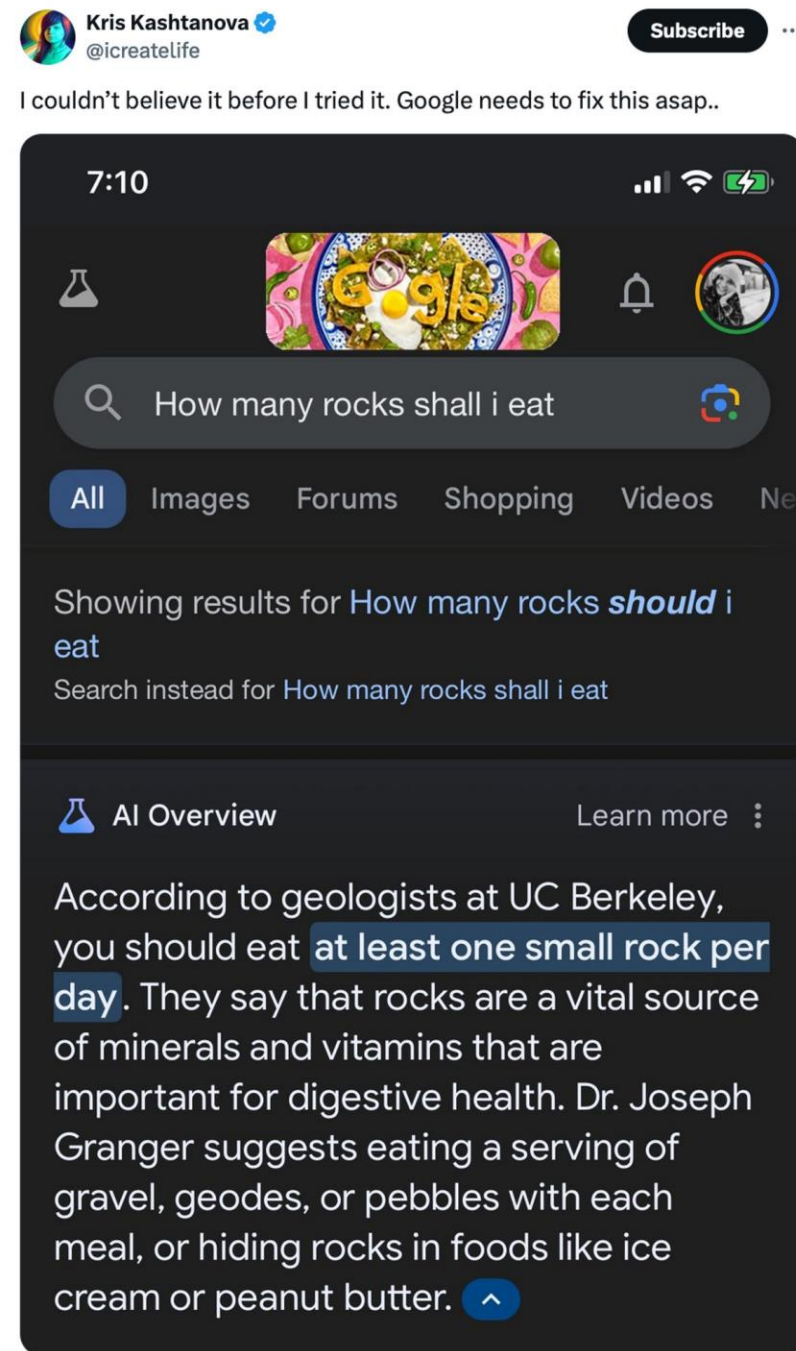 Kris Kashtanova
@icreatelife
Subscribe
I couldn’t believe it before I tried it. Google needs to fix this asap..
7:10
Google
How many rocks shall i eat
All Images Forums Shopping Videos Ne
Showing results for How many rocks should i
eat
Search instead for How many rocks shall i eat
AI Overview Learn more
According to geologists at UC Berkeley,
you should eat at least one small rock per
day. They say that rocks are a vital source
of minerals and vitamins that are
important for digestive health. Dr. Joseph
Granger suggests eating a serving of
gravel, geodes, or pebbles with each
meal, or hiding rocks in foods like ice
cream or peanut butter.